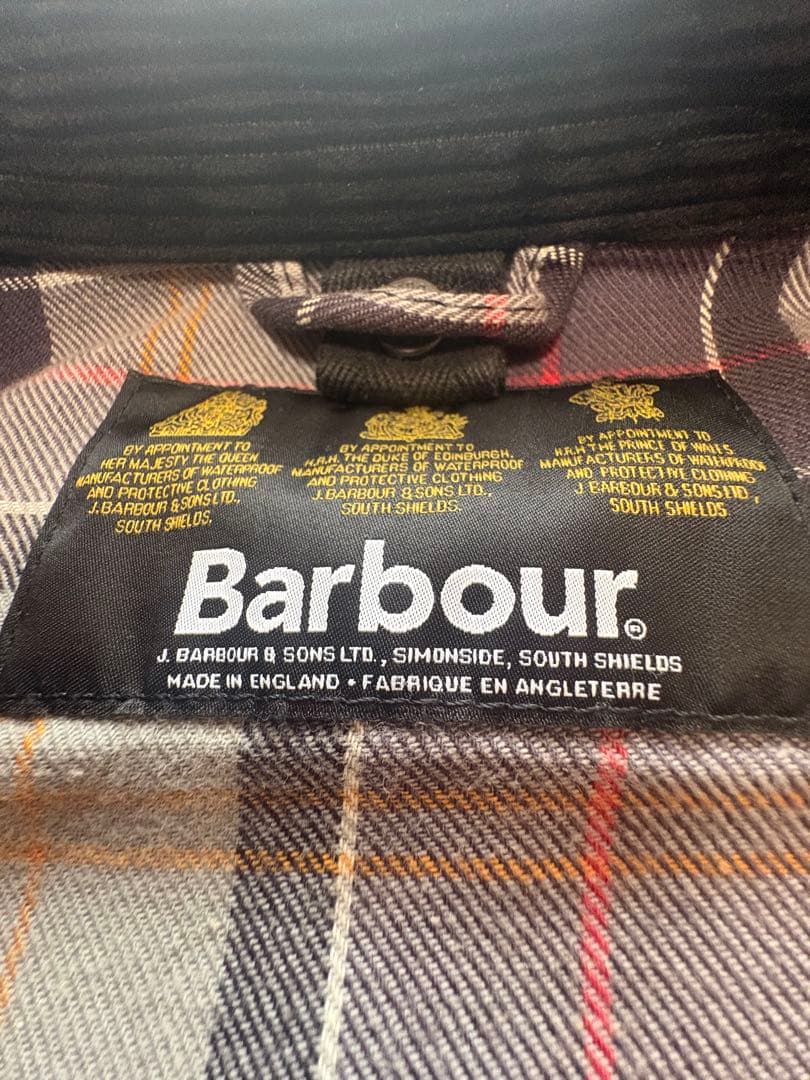 BY APPOINTMENT TO
HER MAJESTY THE QUEEN
MANUFACTURERS OF WATERPROOF
AND PROTECTIVE CLOTHING
J. BARBOUR & SONS LTD.,
SOUTH SHIELDS,
BY APPOINTMENT TO
H.R.H. THE DUKE OF EDINBURGH,
MANUFACTURERS OF WATERPROOF
AND PROTECTIVE CLOTHING
J. BARBOUR & SONS LTD.,
SOUTH SHIELDS.
BY APPOINTMENT TO
H.R.H. THE PRINCE OF WALES
MANUFACTURERS OF WATERPROOF
AND PROTECTIVE CLOTHING
J. BARBOUR & SONS LTD,
SOUTH SHIELDS
Barbour®
J. BARBOUR & SONS LTD., SIMONSIDE, SOUTH SHIELDS
MADE IN ENGLAND • FABRIQUE EN ANGLETERRE